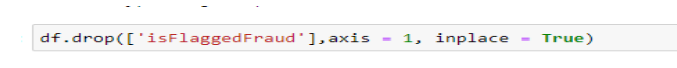 df.drop(['isFlaggedFraud'],axis = 1, inplace = True)